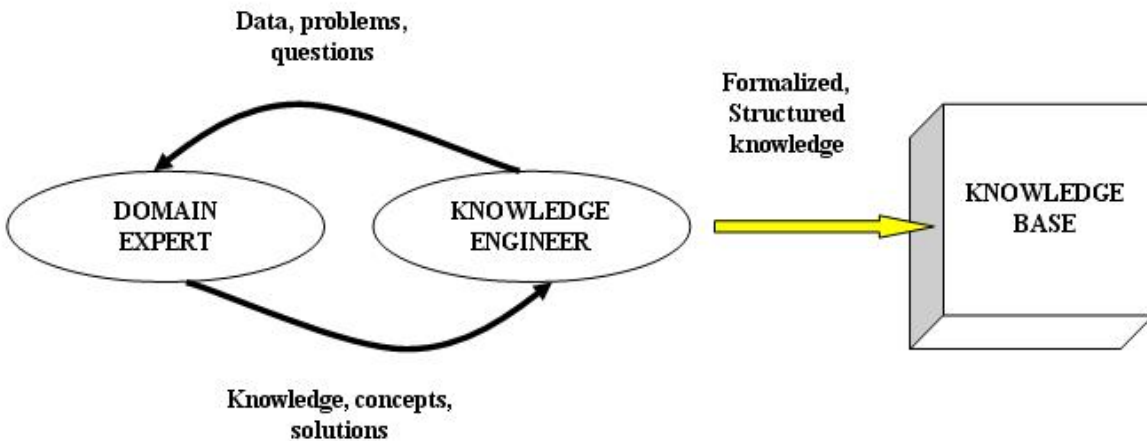 Data, problems,
questions
Formalized,
Structured
knowledge
DOMAIN
EXPERT
KNOWLEDGE
ENGINEER
KNOWLEDGE
BASE
Knowledge, concepts,
solutions